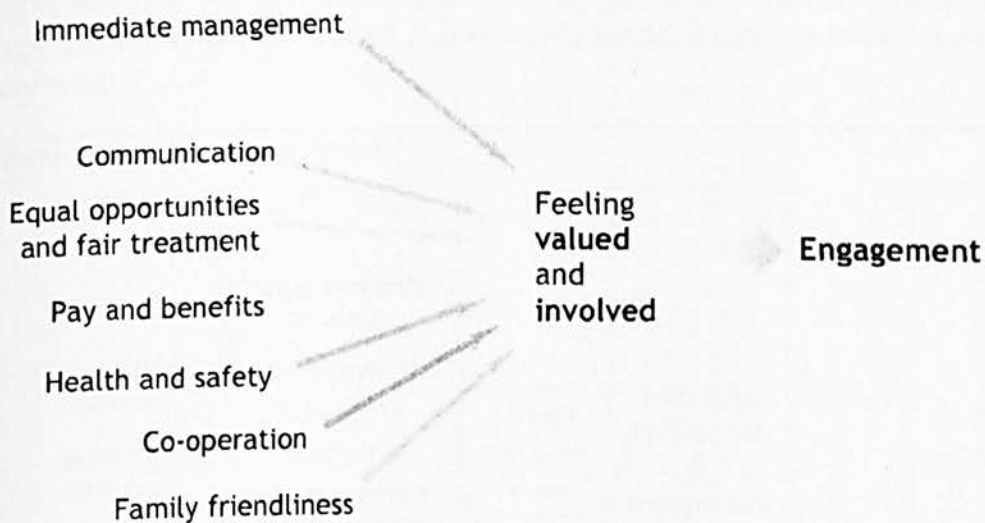 Immediate management
Communication
Equal opportunities
and fair treatment
Pay and benefits
Health and safety
Co-operation
Family friendliness
Feeling
valued
and
involved
Engagement